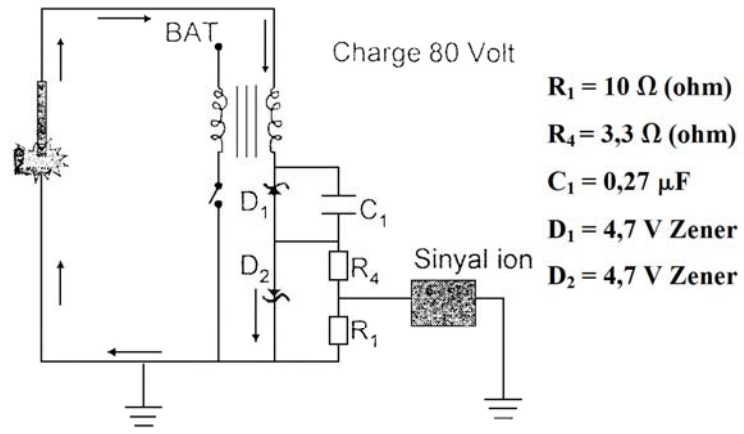 BAT
Charge 80 Volt
D₁
C₁
D₂
R₄
R₁
Sinyal ion
R₁ = 10 Ω (ohm)
R₄ = 3,3 Ω (ohm)
C₁ = 0,27 μF
D₁ = 4,7 V Zener
D₂ = 4,7 V Zener